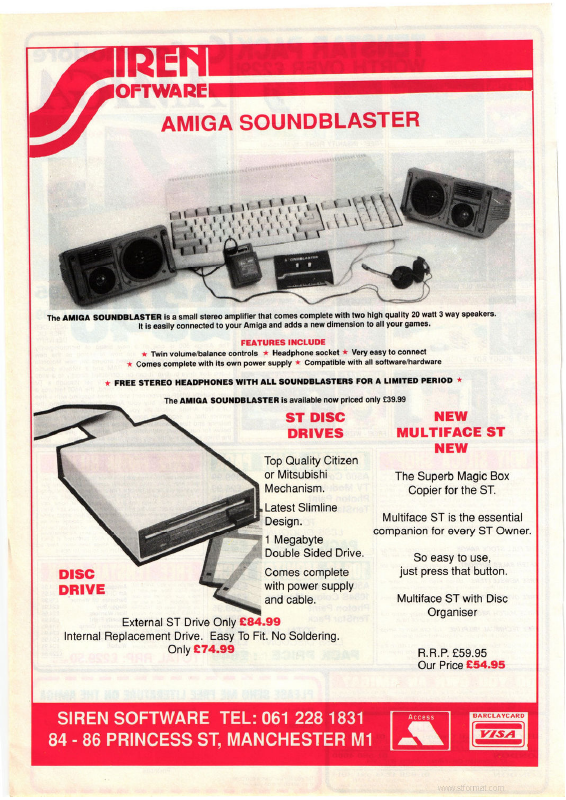 SIREN
SOFTWARE
AMIGA SOUNDBLASTER
The AMIGA SOUNDBLASTER is a small stereo amplifier that comes complete with two high quality 20 watt 3 way speakers.
It is easily connected to your Amiga and adds a new dimension to all your games.
FEATURES INCLUDE
★ Twin volume/balance controls ★ Headphone socket ★ Very easy to connect
★ Comes complete with its own power supply ★ Compatible with all software/hardware
★ FREE STEREO HEADPHONES WITH ALL SOUNDBLASTERS FOR A LIMITED PERIOD ★
The AMIGA SOUNDBLASTER is available now priced only £39.99
ST DISC
DRIVES
Top Quality Citizen
or Mitsubishi
Mechanism.
Latest Slimline
Design.
1 Megabyte
Double Sided Drive.
Comes complete
with power supply
and cable.
DISC
DRIVE
External ST Drive Only £84.99
Internal Replacement Drive. Easy To Fit. No Soldering.
Only £74.99
NEW
MULTIFACE ST
NEW
The Superb Magic Box
Copier for the ST.
Multiface ST is the essential
companion for every ST Owner.
So easy to use,
just press that button.
Multiface ST with Disc
Organiser
R.R.P. £59.95
Our Price £54.95
SIREN SOFTWARE TEL: 061 228 1831
84 - 86 PRINCESS ST, MANCHESTER M1
Access
BARCLAYCARD
VISA
www.stformat.com